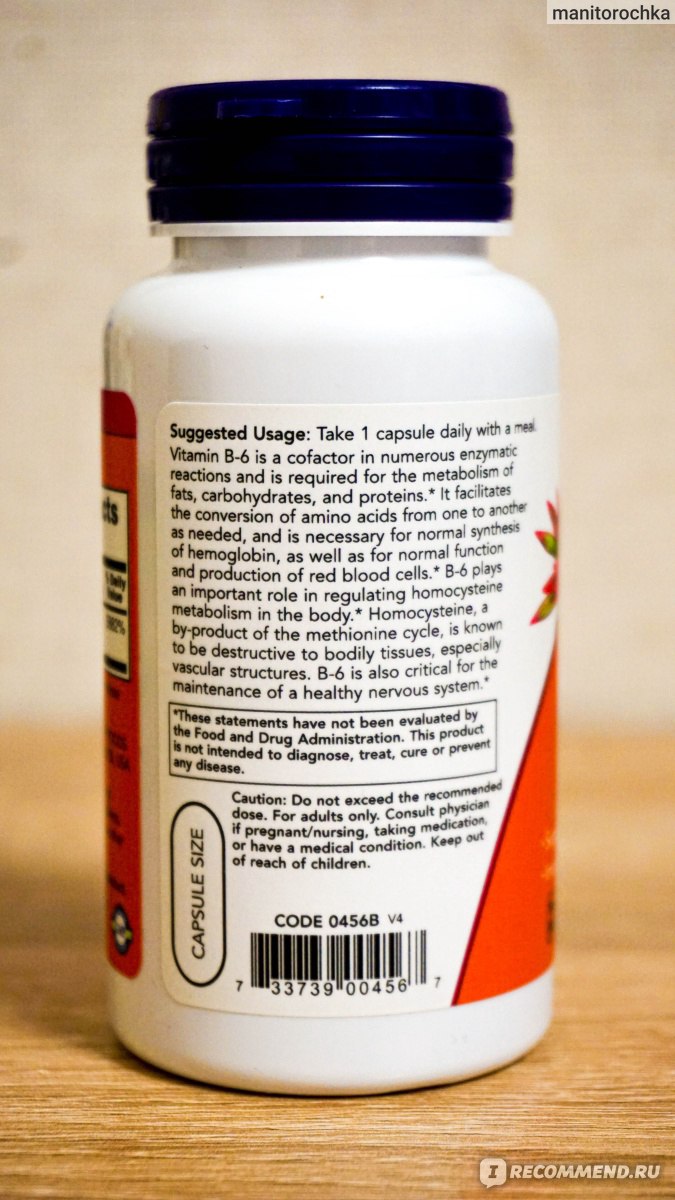 manitorochka
Suggested Usage: Take 1 capsule daily with a meal.
Vitamin B-6 is a cofactor in numerous enzymatic
reactions and is required for the metabolism of
fats, carbohydrates, and proteins.* It facilitates
the conversion of amino acids from one to another
as needed, and is necessary for normal synthesis
of hemoglobin, as well as for normal function
and production of red blood cells.* B-6 plays
an important role in regulating homocysteine
metabolism in the body.* Homocysteine, a
by-product of the methionine cycle, is known
to be destructive to bodily tissues, especially
vascular structures. B-6 is also critical for the
maintenance of a healthy nervous system.*
*These statements have not been evaluated by
the Food and Drug Administration. This product
is not intended to diagnose, treat, cure or prevent
any disease.
Caution: Do not exceed the recommended
dose. For adults only. Consult physician
if pregnant/nursing, taking medication,
or have a medical condition. Keep out
of reach of children.
CAPSULE SIZE
CODE 0456B V4
7 33739 00456 7
% Daily
Value
I RECOMMEND.RU